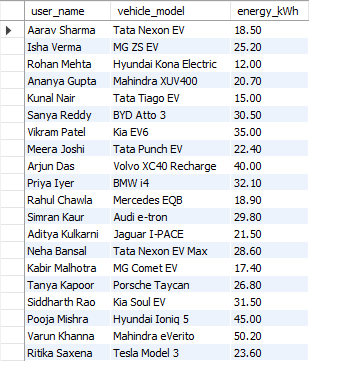 user_name vehicle_model energy_kWh
Aarav Sharma Tata Nexon EV 18.50
Isha Verma MG ZS EV 25.20
Rohan Mehta Hyundai Kona Electric 12.00
Ananya Gupta Mahindra XUV400 20.70
Kunal Nair Tata Tiago EV 15.00
Sanya Reddy BYD Atto 3 30.50
Vikram Patel Kia EV6 35.00
Meera Joshi Tata Punch EV 22.40
Arjun Das Volvo XC40 Recharge 40.00
Priya Iyer BMW i4 32.10
Rahul Chawla Mercedes EQB 18.90
Simran Kaur Audi e-tron 29.80
Aditya Kulkarni Jaguar I-PACE 21.50
Neha Bansal Tata Nexon EV Max 28.60
Kabir Malhotra MG Comet EV 17.40
Tanya Kapoor Porsche Taycan 26.80
Siddharth Rao Kia Soul EV 31.50
Pooja Mishra Hyundai Ioniq 5 45.00
Varun Khanna Mahindra eVerito 50.20
Ritika Saxena Tesla Model 3 23.60